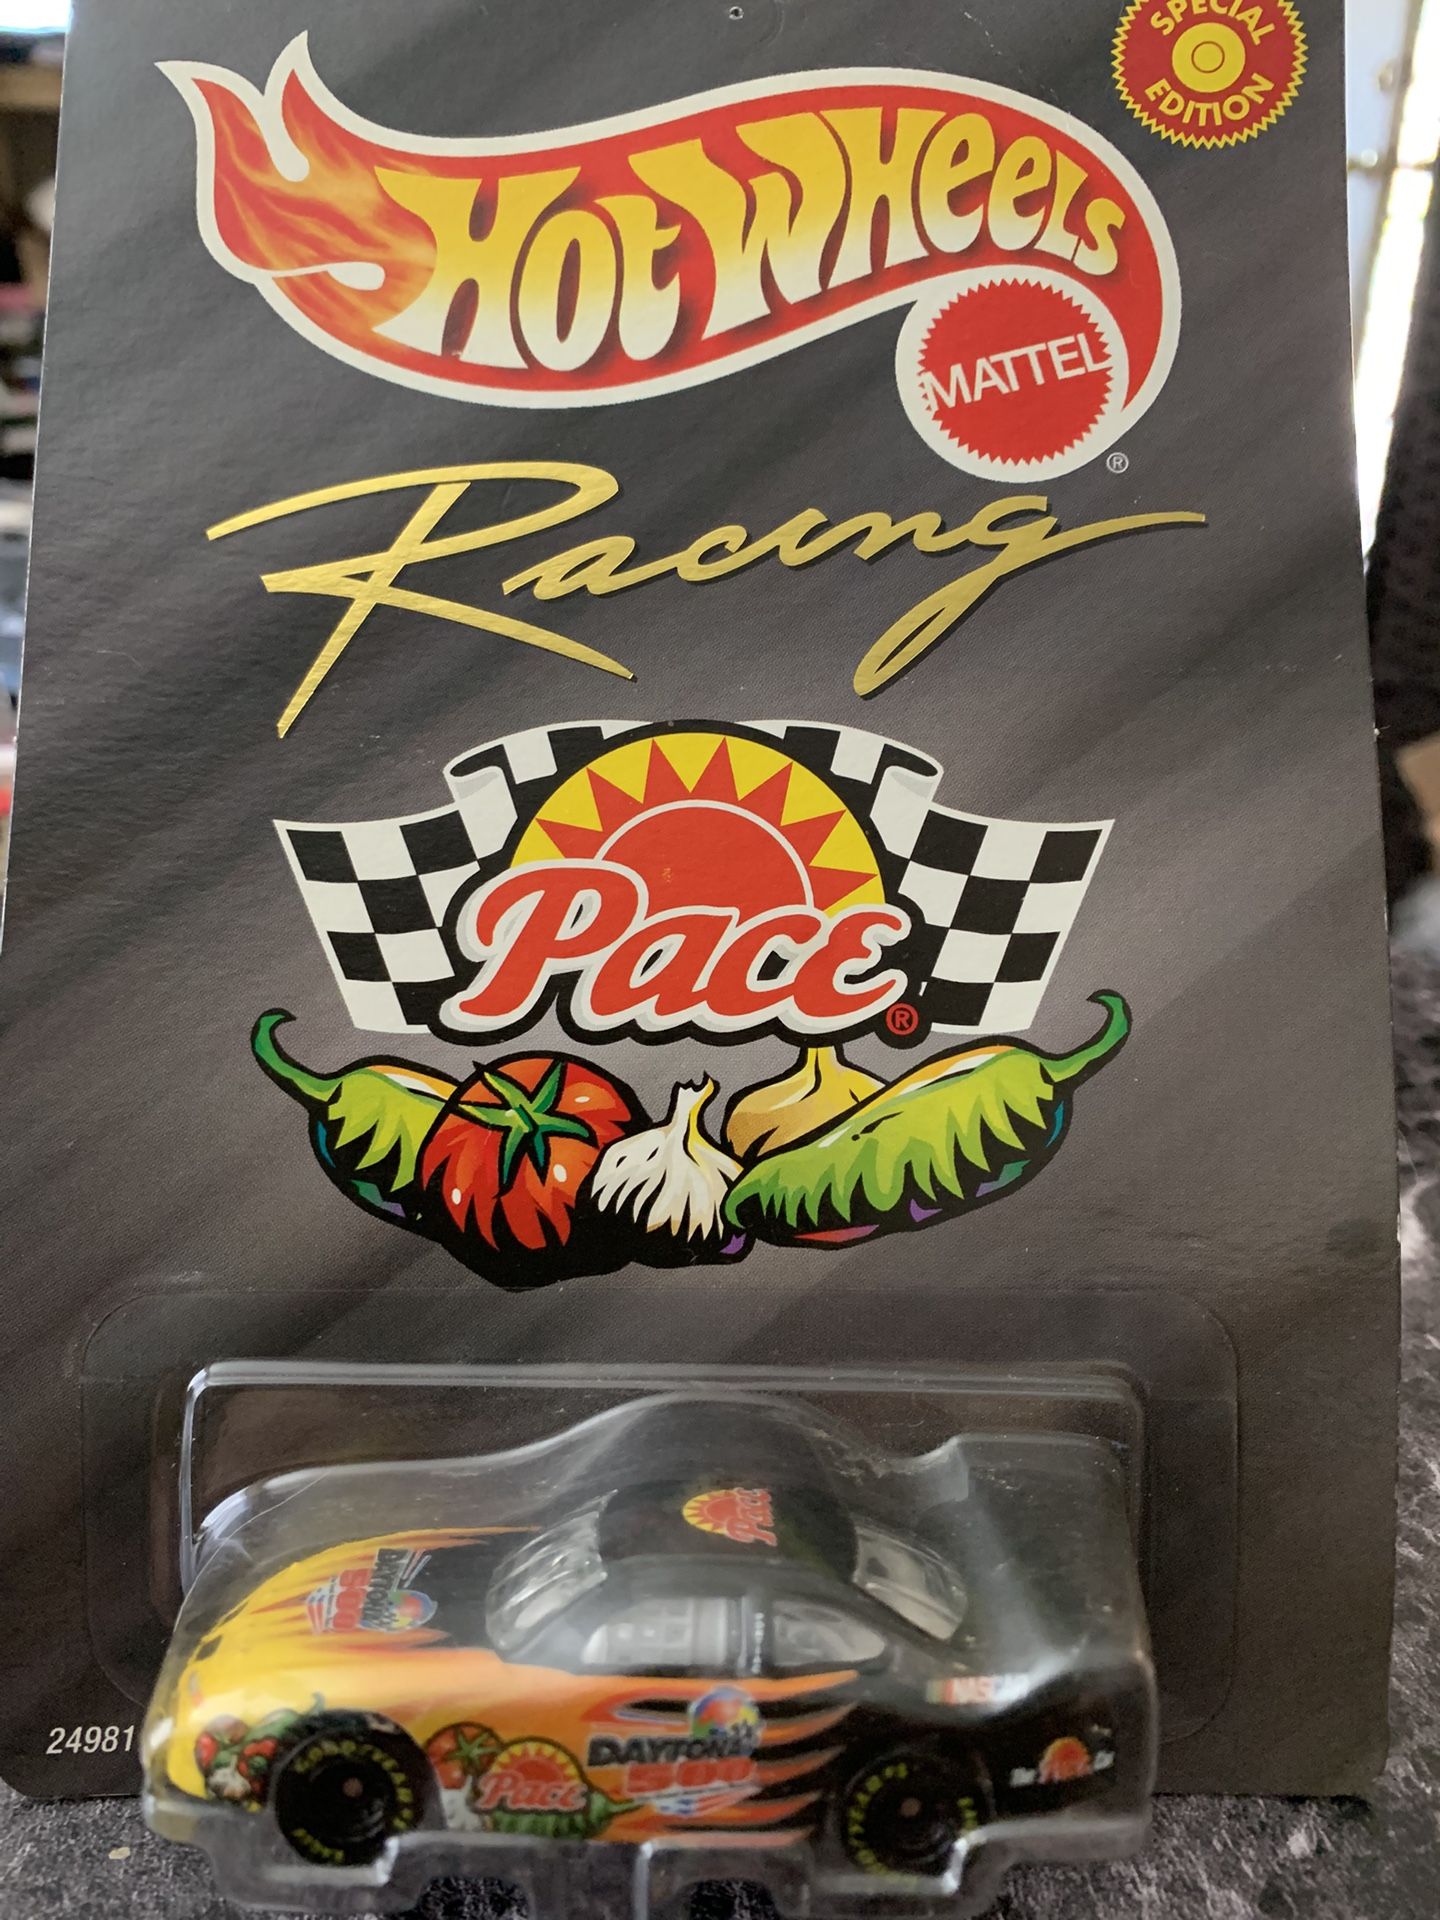 SPECIAL
EDITION
HOT WHEELS
MATTEL
®
Racing
Pace
®
Pace
DAYTONA
500
NASCAR
DAYTONA
500
Pace
GOODYEAR
24981